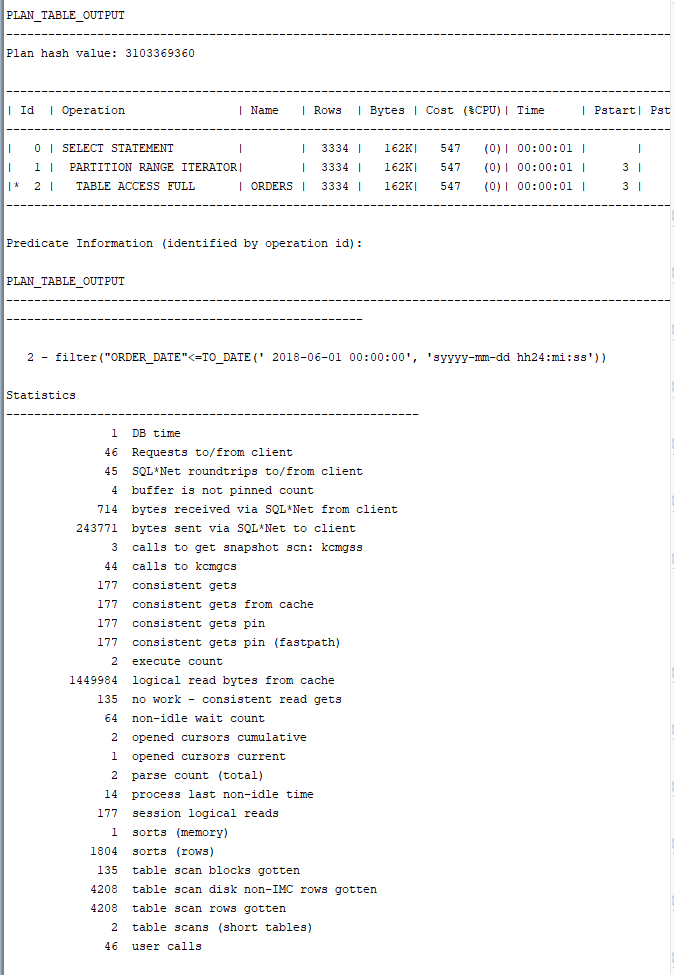 PLAN_TABLE_OUTPUT
--------------------------------------------------------------------------------
Plan hash value: 3103369360
--------------------------------------------------------------------------------
| Id  | Operation                | Name   | Rows  | Bytes | Cost (%CPU)| Time     | Pstart| Pst
--------------------------------------------------------------------------------
|   0 | SELECT STATEMENT         |        |  3334 |   162K|   547   (0)| 00:00:01 |       |
|   1 |  PARTITION RANGE ITERATOR|        |  3334 |   162K|   547   (0)| 00:00:01 |     3 |
|*  2 |   TABLE ACCESS FULL      | ORDERS |  3334 |   162K|   547   (0)| 00:00:01 |     3 |
--------------------------------------------------------------------------------
Predicate Information (identified by operation id):
PLAN_TABLE_OUTPUT
--------------------------------------------------------------------------------
---------------------------------------------------
2 - filter("ORDER_DATE"<=TO_DATE(' 2018-06-01 00:00:00', 'syyyy-mm-dd hh24:mi:ss'))
Statistics
-----------------------------------------------------------
1  DB time
46  Requests to/from client
45  SQL*Net roundtrips to/from client
4  buffer is not pinned count
714  bytes received via SQL*Net from client
243771  bytes sent via SQL*Net to client
3  calls to get snapshot scn: kcmgss
44  calls to kcmgcs
177  consistent gets
177  consistent gets from cache
177  consistent gets pin
177  consistent gets pin (fastpath)
2  execute count
1449984  logical read bytes from cache
135  no work - consistent read gets
64  non-idle wait count
2  opened cursors cumulative
1  opened cursors current
2  parse count (total)
14  process last non-idle time
177  session logical reads
1  sorts (memory)
1804  sorts (rows)
135  table scan blocks gotten
4208  table scan disk non-IMC rows gotten
4208  table scan rows gotten
2  table scans (short tables)
46  user calls